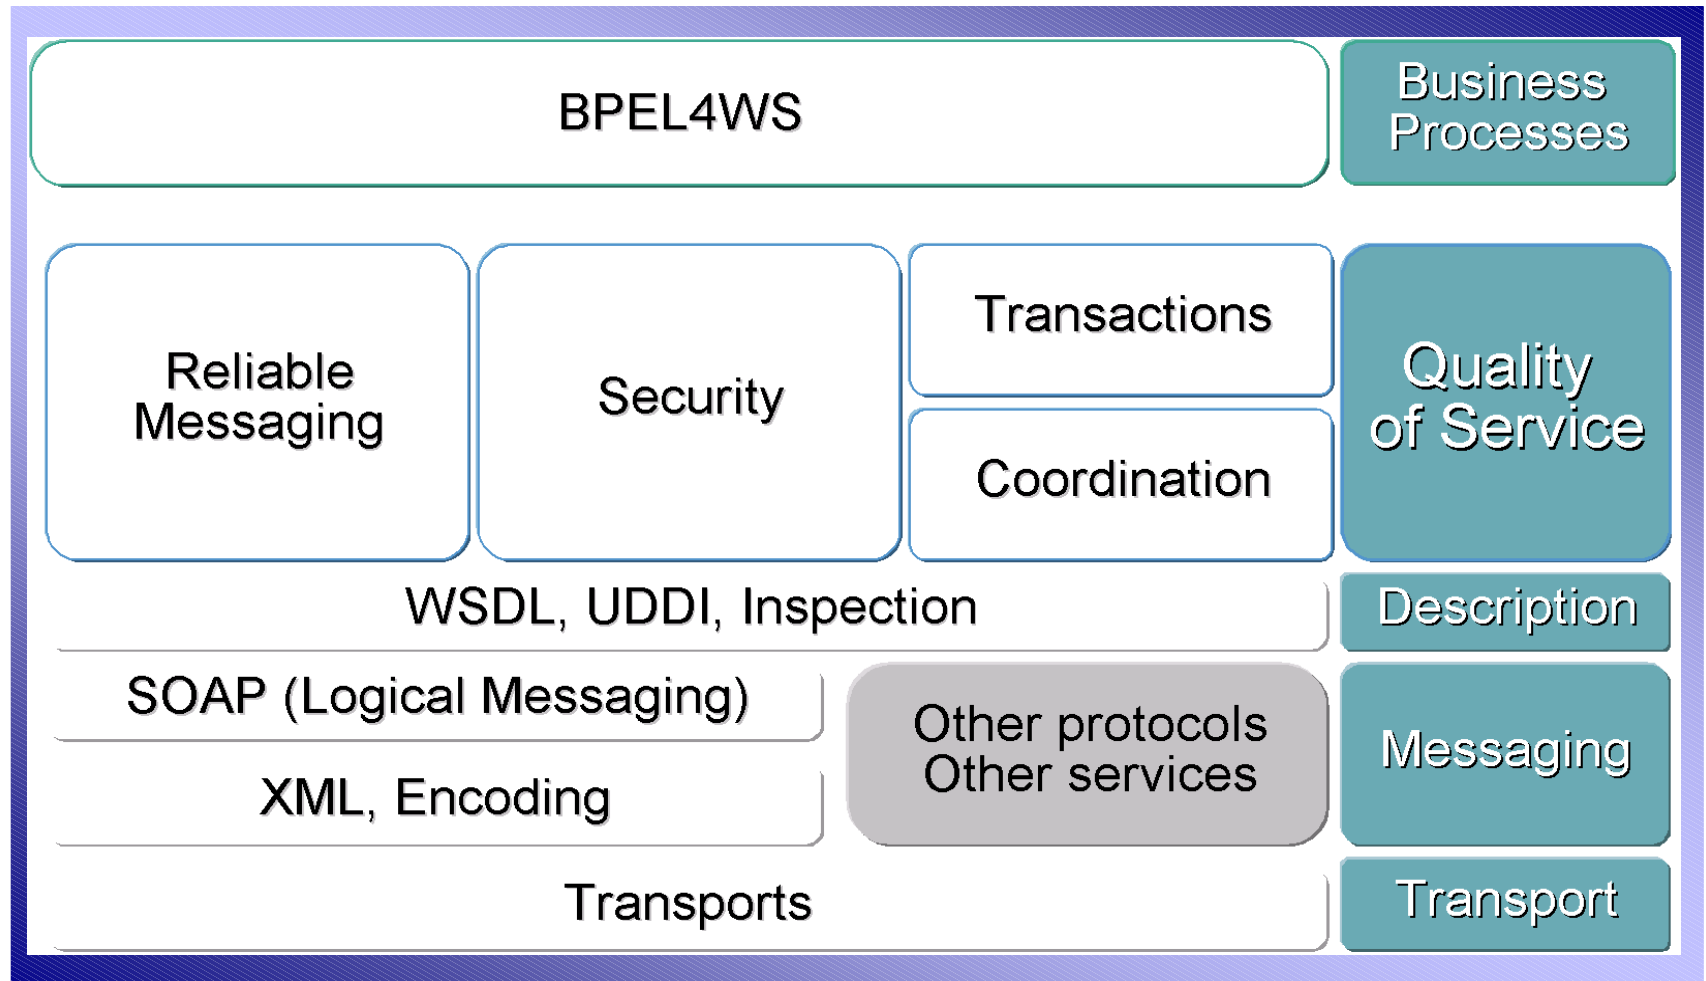 BPEL4WS
Business
Processes
Reliable
Messaging
Security
Transactions
Coordination
Quality
of Service
WSDL, UDDI, Inspection
Description
SOAP (Logical Messaging)
XML, Encoding
Other protocols
Other services
Messaging
Transports
Transport